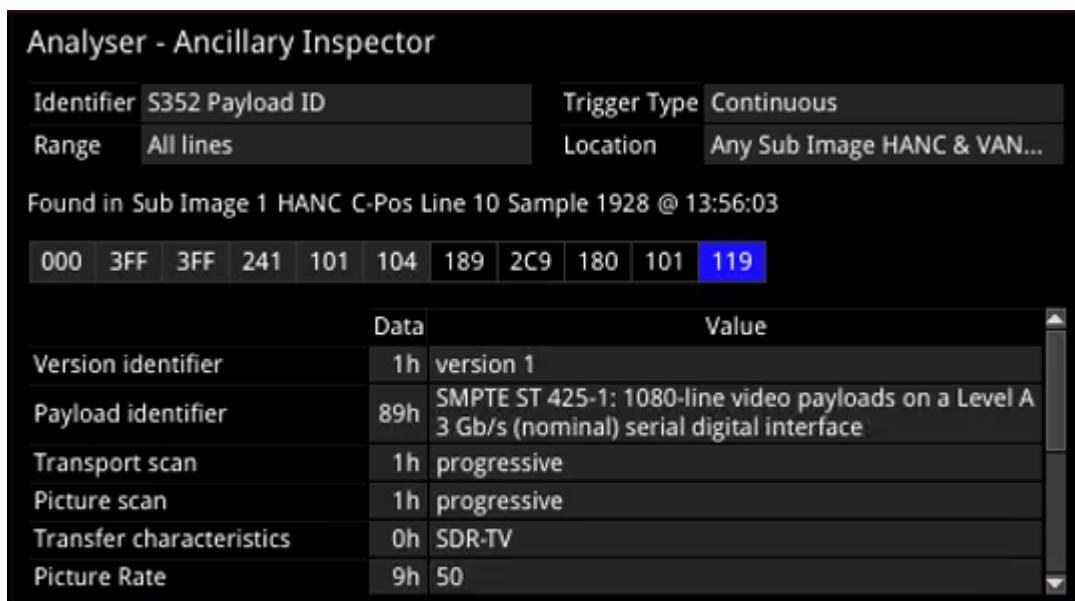 Analyser - Ancillary Inspector
Identifier S352 Payload ID Trigger Type Continuous
Range All lines Location Any Sub Image HANC & VAN...
Found in Sub Image 1 HANC C-Pos Line 10 Sample 1928 @ 13:56:03
000 3FF 3FF 241 101 104 189 2C9 180 101 119
Data Value
Version identifier 1h version 1
Payload identifier 89h SMPTE ST 425-1: 1080-line video payloads on a Level A
3 Gb/s (nominal) serial digital interface
Transport scan 1h progressive
Picture scan 1h progressive
Transfer characteristics 0h SDR-TV
Picture Rate 9h 50